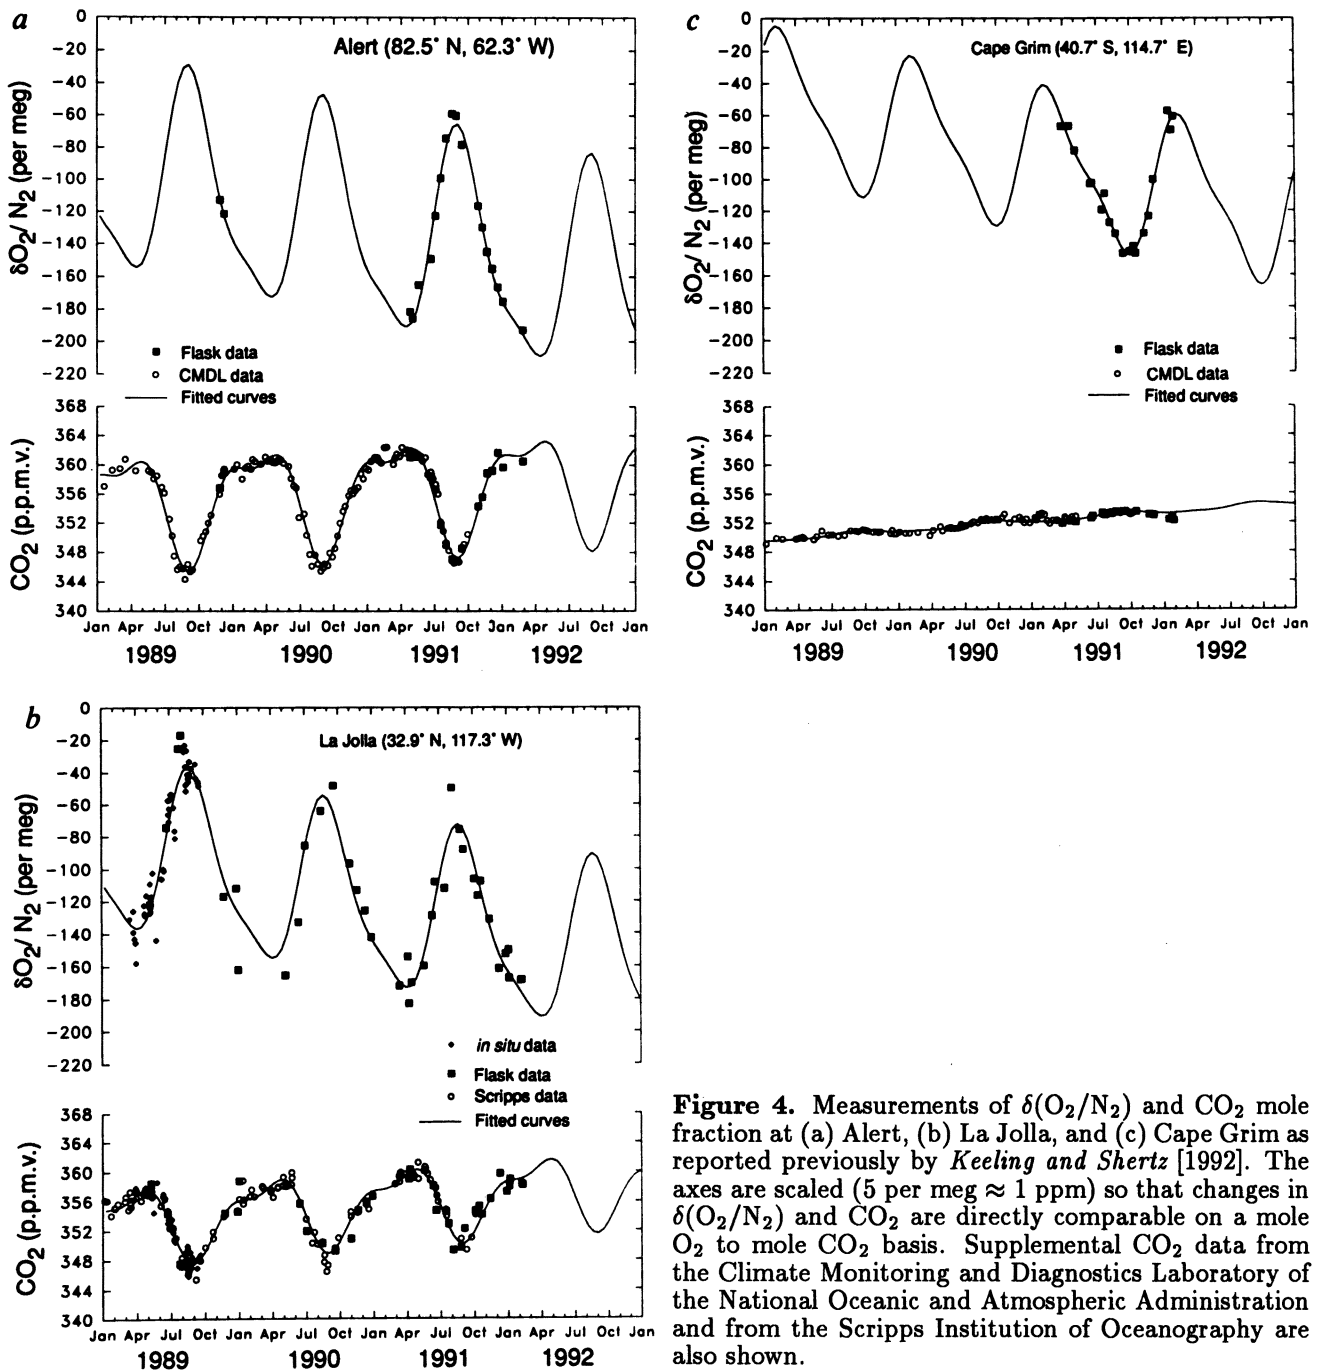 a
Alert (82.5° N, 62.3° W)
δO2/ N2 (per meg)
0
−20
−40
−60
−80
−100
−120
−140
−160
−180
−200
−220
Flask data
CMDL data
Fitted curves
CO2 (p.p.m.v.)
368
364
360
356
352
348
344
340
Jan Apr Jul Oct Jan Apr Jul Oct Jan Apr Jul Oct Jan Apr Jul Oct Jan
1989 1990 1991 1992
c
Cape Grim (40.7° S, 114.7° E)
δO2/ N2 (per meg)
0
−20
−40
−60
−80
−100
−120
−140
−160
−180
−200
−220
Flask data
CMDL data
Fitted curves
CO2 (p.p.m.v.)
368
364
360
356
352
348
344
340
Jan Apr Jul Oct Jan Apr Jul Oct Jan Apr Jul Oct Jan Apr Jul Oct Jan
1989 1990 1991 1992
b
La Jolla (32.9° N, 117.3° W)
δO2/ N2 (per meg)
0
−20
−40
−60
−80
−100
−120
−140
−160
−180
−200
−220
in situ data
Flask data
Scripps data
Fitted curves
CO2 (p.p.m.v.)
368
364
360
356
352
348
344
340
Jan Apr Jul Oct Jan Apr Jul Oct Jan Apr Jul Oct Jan Apr Jul Oct Jan
1989 1990 1991 1992
Figure 4. Measurements of δ(O2/N2) and CO2 mole
fraction at (a) Alert, (b) La Jolla, and (c) Cape Grim as
reported previously by Keeling and Shertz [1992]. The
axes are scaled (5 per meg ≈ 1 ppm) so that changes in
δ(O2/N2) and CO2 are directly comparable on a mole
O2 to mole CO2 basis. Supplemental CO2 data from
the Climate Monitoring and Diagnostics Laboratory of
the National Oceanic and Atmospheric Administration
and from the Scripps Institution of Oceanography are
also shown.